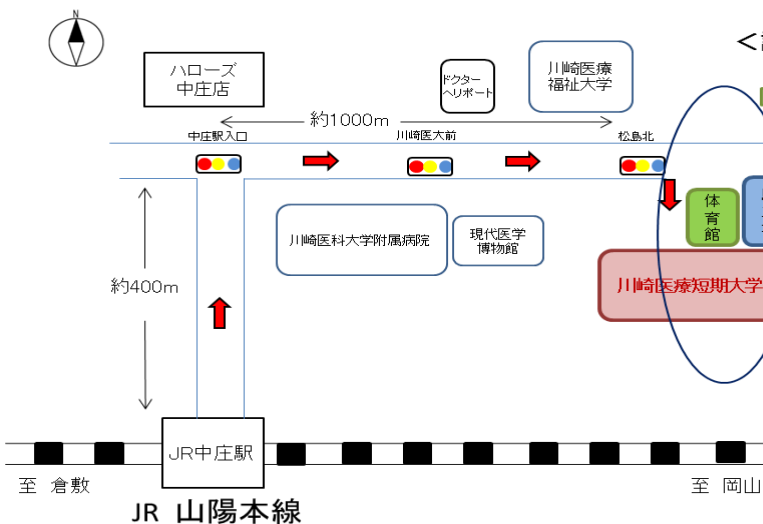 ハローズ
中庄店
ドクター
ヘリポート
川崎医療
福祉大学
約1000m
中庄駅入口
川崎医大前
松島北
川崎医科大学附属病院
現代医学
博物館
体
育
館
川崎医療短期大学
約400m
JR中庄駅
至 倉敷
至 岡山
JR 山陽本線